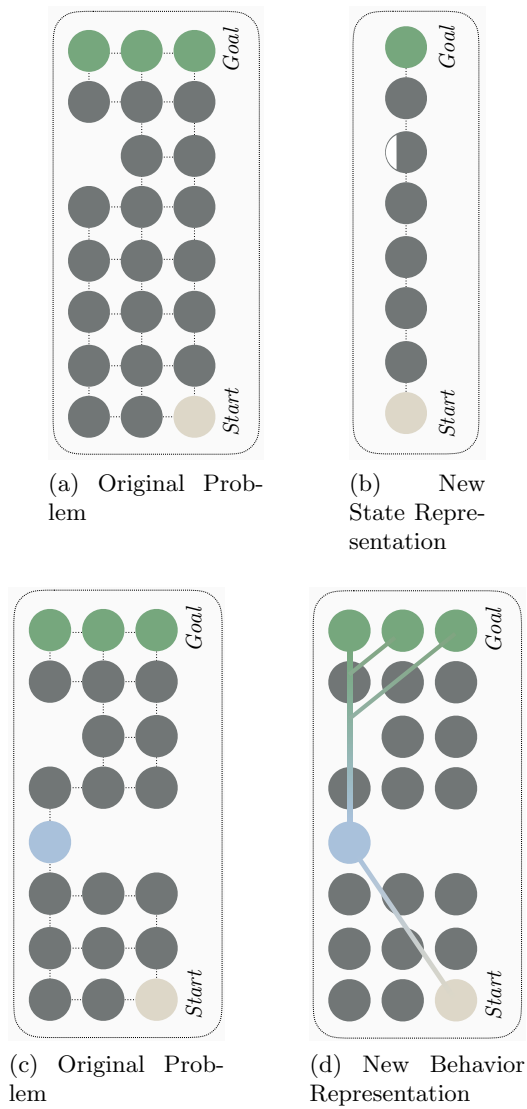 Goal
Goal
Start
Start
(a) Original Prob-
lem
(b) New
State Repre-
sentation
Goal
Goal
Start
Start
(c) Original Prob-
lem
(d) New Behavior
Representation